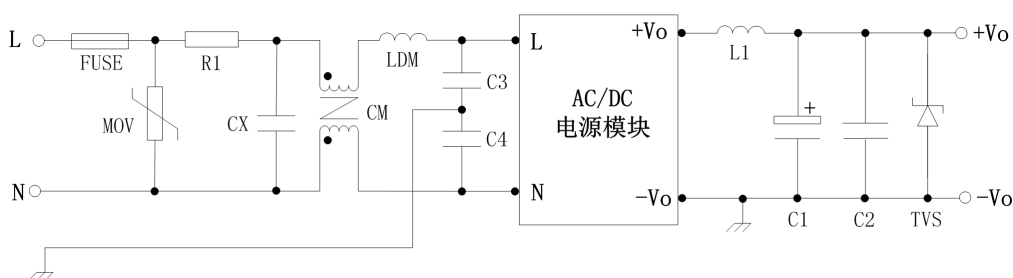 L
FUSE
R1
LDM
L
+Vo
L1
+Vo
MOV
CX
CM
C3
C4
AC/DC
电源模块
+
N
N
-Vo
-Vo
C1
C2
TVS